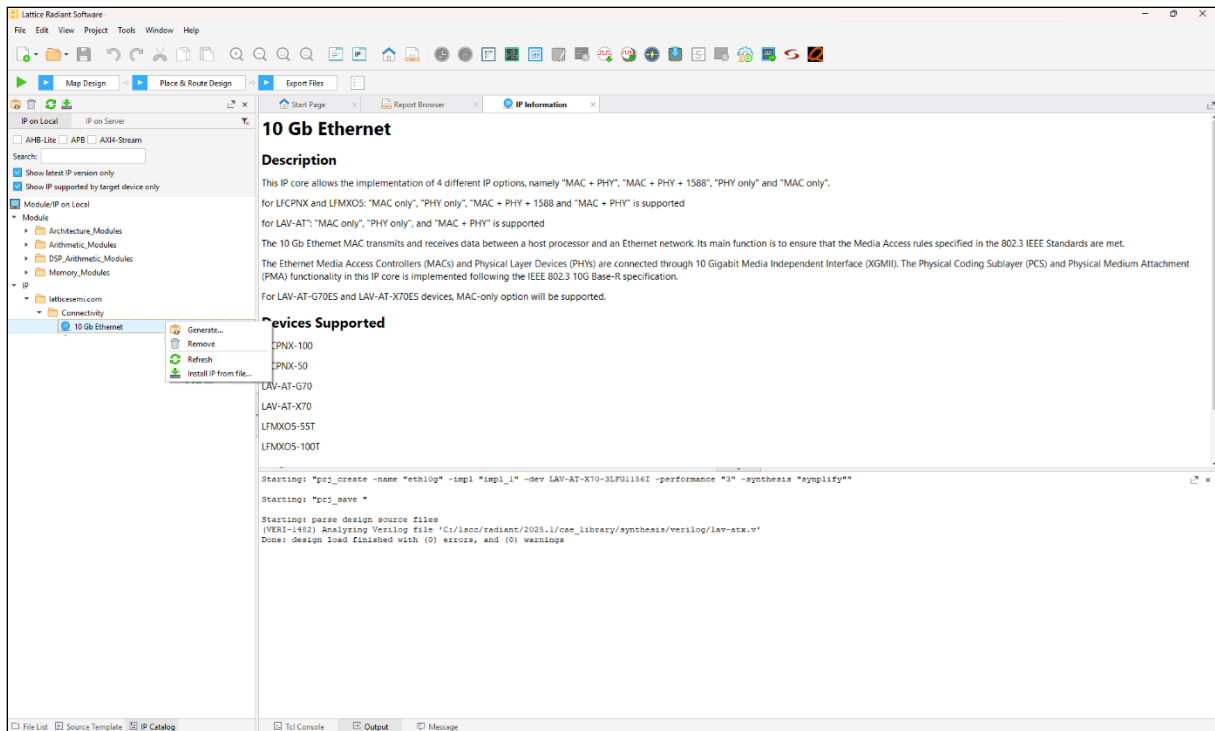 Lattice Radiant Software
File Edit View Project Tools Window Help
Map Design Place & Route Design Export Files
Start Page Report Browser IP Information
IP on Local IP on Server
AHB-Lite APB AXI4-Stream
Search:
Show latest IP version only
Show IP supported by target device only
Module/IP on Local
Module
Architecture_Modules
Arithmetic_Modules
DSP_Arithmetic_Modules
Memory_Modules
IP
latticesemi.com
Connectivity
10 Gb Ethernet
Generate...
Remove
Refresh
Install IP from file...
10 Gb Ethernet
Description
This IP core allows the implementation of 4 different IP options, namely "MAC + PHY", "MAC + PHY + 1588", "PHY only" and "MAC only".
for LFCPNX and LFMXO5: "MAC only", "PHY only", "MAC + PHY + 1588 and "MAC + PHY" is supported
for LAV-AT": "MAC only", "PHY only", and "MAC + PHY" is supported
The 10 Gb Ethernet MAC transmits and receives data between a host processor and an Ethernet network. Its main function is to ensure that the Media Access rules specified in the 802.3 IEEE Standards are met.
The Ethernet Media Access Controllers (MACs) and Physical Layer Devices (PHYs) are connected through 10 Gigabit Media Independent Interface (XGMII). The Physical Coding Sublayer (PCS) and Physical Medium Attachment
(PMA) functionality in this IP core is implemented following the IEEE 802.3 10G Base-R specification.
For LAV-AT-G70ES and LAV-AT-X70ES devices, MAC-only option will be supported.
Devices Supported
CPNX-100
CPNX-50
LAV-AT-G70
LAV-AT-X70
LFMXO5-55T
LFMXO5-100T
Starting: "prj_create -name "eth10g" -impl "impl_1" -dev LAV-AT-X70-3LFG1156I -performance "3" -synthesis "synplify""
Starting: "prj_save "
Starting: parse design source files
(VERI-1482) Analyzing Verilog file 'C:/lscc/radiant/2025.1/cae_library/synthesis/verilog/lav-atx.v'
Done: design load finished with (0) errors, and (0) warnings
File List Source Template IP Catalog
Tcl Console Output Message